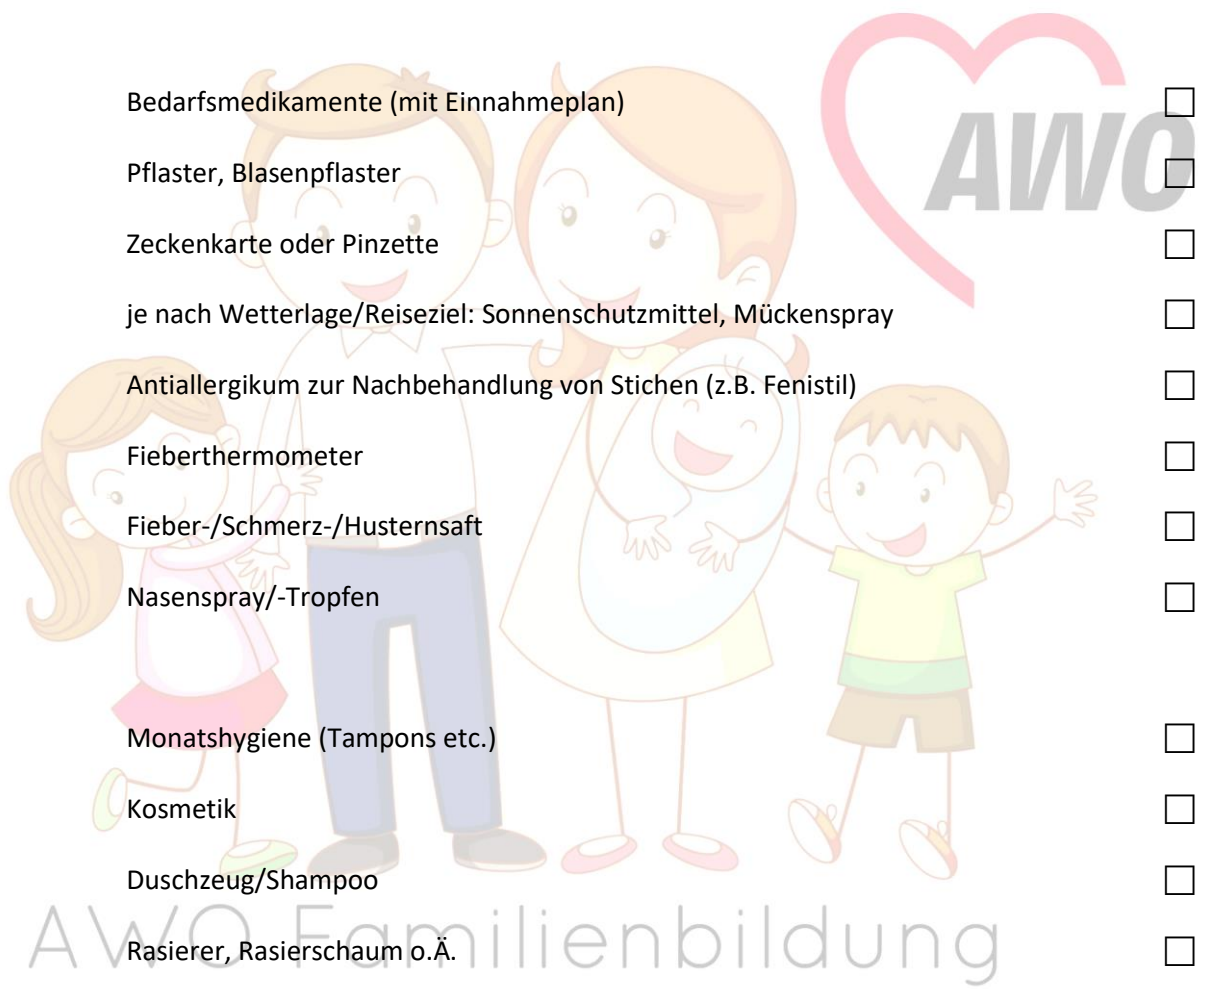 Bedarfsmedikamente (mit Einnahmeplan)
AWO
Pflaster, Blasenpflaster
Zeckenkarte oder Pinzette
je nach Wetterlage/Reiseziel: Sonnenschutzmittel, Mückenspray
Antiallergikum zur Nachbehandlung von Stichen (z.B. Fenistil)
Fieberthermometer
Fieber-/Schmerz-/Husternsaft
Nasenspray/-Tropfen
Monatshygiene (Tampons etc.)
Kosmetik
Duschzeug/Shampoo
AWO Familienbildung
Rasierer, Rasierschaum o.Ä.